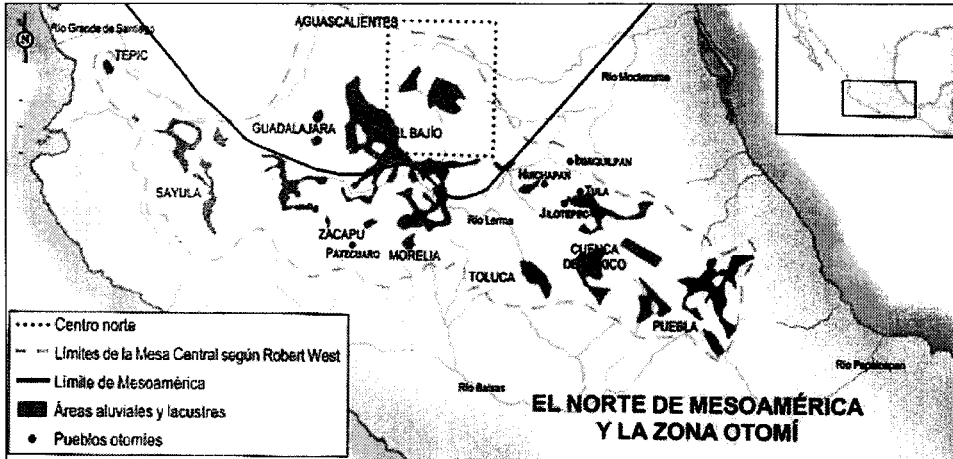 AGUASCALIENTES
Río Grande de Santiago
N
TEPIC
Río Moctezuma
GUADALAJARA
EL BAJÍO
IXMIQUILPAN
HUICHAPAN
TULA
SAYULA
JILOTEPEC
Río Lerma
ZACAPU
PATZCUARO
MORELIA
CUENCA
DE MÉXICO
TOLUCA
PUEBLA
Río Papaloapan
Río Balsas
Centro norte
Límites de la Mesa Central según Robert West
Límite de Mesoamérica
Áreas aluviales y lacustres
Pueblos otomíes
EL NORTE DE MESOAMÉRICA
Y LA ZONA OTOMÍ